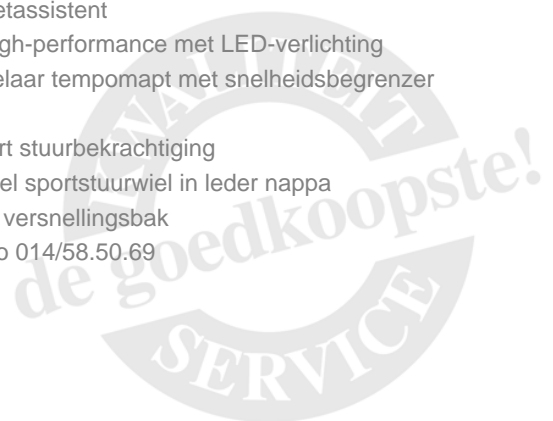 etassistent
gh-performance met LED-verlichting
elaar tempomapt met snelheidsbegrenzer
rt stuurbekrachtiging
el sportstuurwiel in leder nappa
versnellingsbak
o 014/58.50.69
KWALITEIT
de goedkoopste!
SERVICE